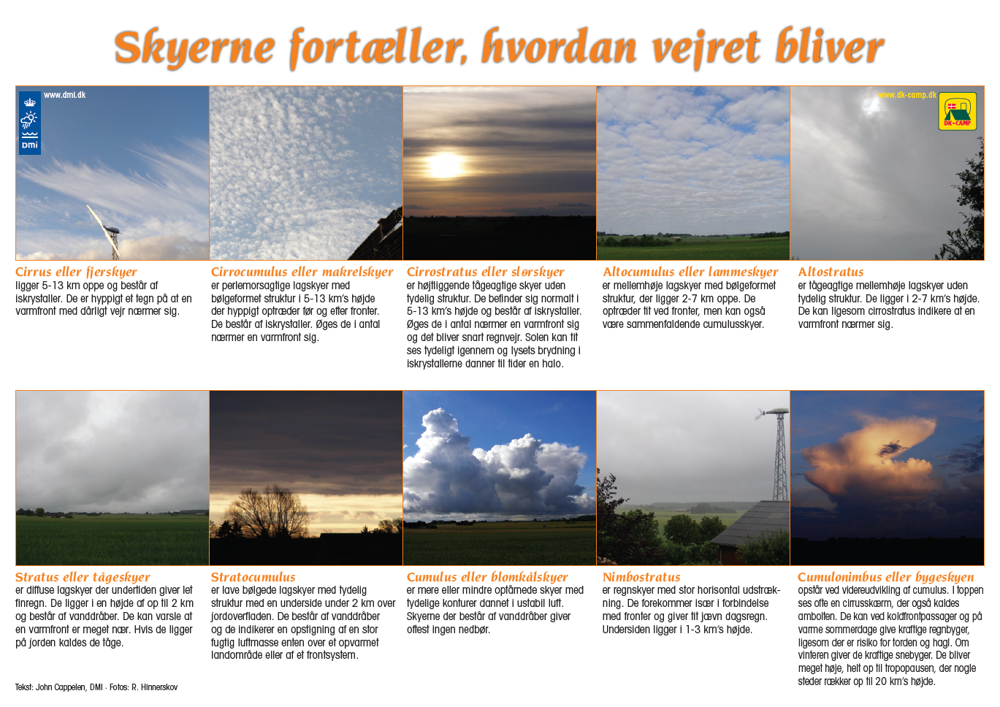 Skyerne fortæller, hvordan vejret bliver
www.dmi.dk
DMi
www.dk-camp.dk
DK-CAMP
Cirrus eller fjerskyer
ligger 5-13 km oppe og består af
iskrystaller. De er hyppigt et tegn på at en
varmfront med dårligt vejr nærmer sig.
Cirrocumulus eller makrelskyer
er perlemorsagtige lagskyer med
bølgeformet struktur i 5-13 km's højde
der hyppigt optræder før og efter fronter.
De består af iskrystaller. Øges de i antal
nærmer en varmfront sig.
Cirrostratus eller slørskyer
er højtliggende tågeagtige skyer uden
tydelig struktur. De befinder sig normalt i
5-13 km's højde og består af iskrystaller.
Øges de i antal nærmer en varmfront sig
og det bliver snart regnvejr. Solen kan tit
ses tydeligt igennem og lysets brydning i
iskrystallerne danner til tider en halo.
Altocumulus eller lammeskyer
er mellemhøje lagskyer med bølgeformet
struktur, der ligger 2-7 km oppe. De
optræder tit ved fronter, men kan også
være sammenfaldende cumulusskyer.
Altostratus
er tågeagtige mellemhøje lagskyer uden
tydelig struktur. De ligger i 2-7 km's højde.
De kan ligesom cirrostratus indikere at en
varmfront nærmer sig.
Stratus eller tågeskyer
er diffuse lagskyer der undertiden giver let
finregn. De ligger i en højde af op til 2 km
og består af vanddråber. De kan varsle at
en varmfront er meget nær. Hvis de ligger
på jorden kaldes de tåge.
Stratocumulus
er lave bølgede lagskyer med tydelig
struktur med en underside under 2 km over
jordoverfladen. De består af vanddråber
og de indikerer en opstigning af en stor
fugtig luftmasse enten over et opvarmet
landområde eller af et frontsystem.
Cumulus eller blomkålskyer
er mere eller mindre optårnede skyer med
tydelige konturer dannet i ustabil luft.
Skyerne der består af vanddråber giver
oftest ingen nedbør.
Nimbostratus
er regnskyer med stor horisontal udstræk-
ning. De forekommer især i forbindelse
med fronter og giver tit jævn dagsregn.
Undersiden ligger i 1-3 km's højde.
Cumulonimbus eller bygeskyen
opstår ved videreudvikling af cumulus. I toppen
ses ofte en cirrusskærm, der også kaldes
ambolten. De kan ved koldfrontpassager og på
varme sommerdage give kraftige regnbyger,
ligesom der er risiko for torden og hagl. Om
vinteren giver de kraftige snebyger. De bliver
meget høje, helt op til tropopausen, der nogle
steder rækker op til 20 km's højde.
Tekst: John Cappelen, DMI · Fotos: R. Hinnerskov